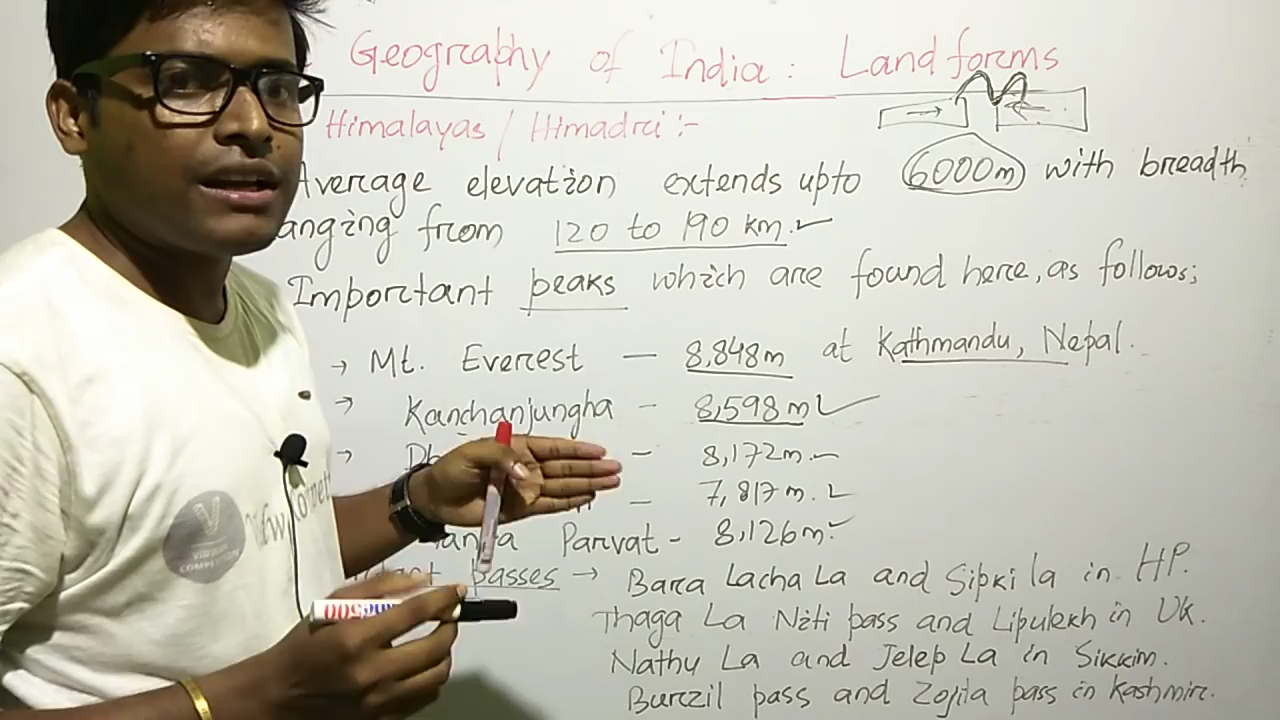 Geography of India: Landforms
Himalayas / Himadri :-
Average elevation extends upto 6000m with breadth
anging from 120 to 190 km.
Important peaks which are found here, as follows;
→ Mt. Everest — 8,848m at Kathmandu, Nepal.
→ Kanchanjungha - 8,598m
→ Dh - 8,172m
- 7,817m.
Parvat - 8,126m
passes → Bara Lacha La and Sipki la in HP.
Thaga La Niti pass and Lipulekh in UK.
Nathu La and Jelep La in Sikkim.
Burzil pass and Zojila pass in Kashmir.